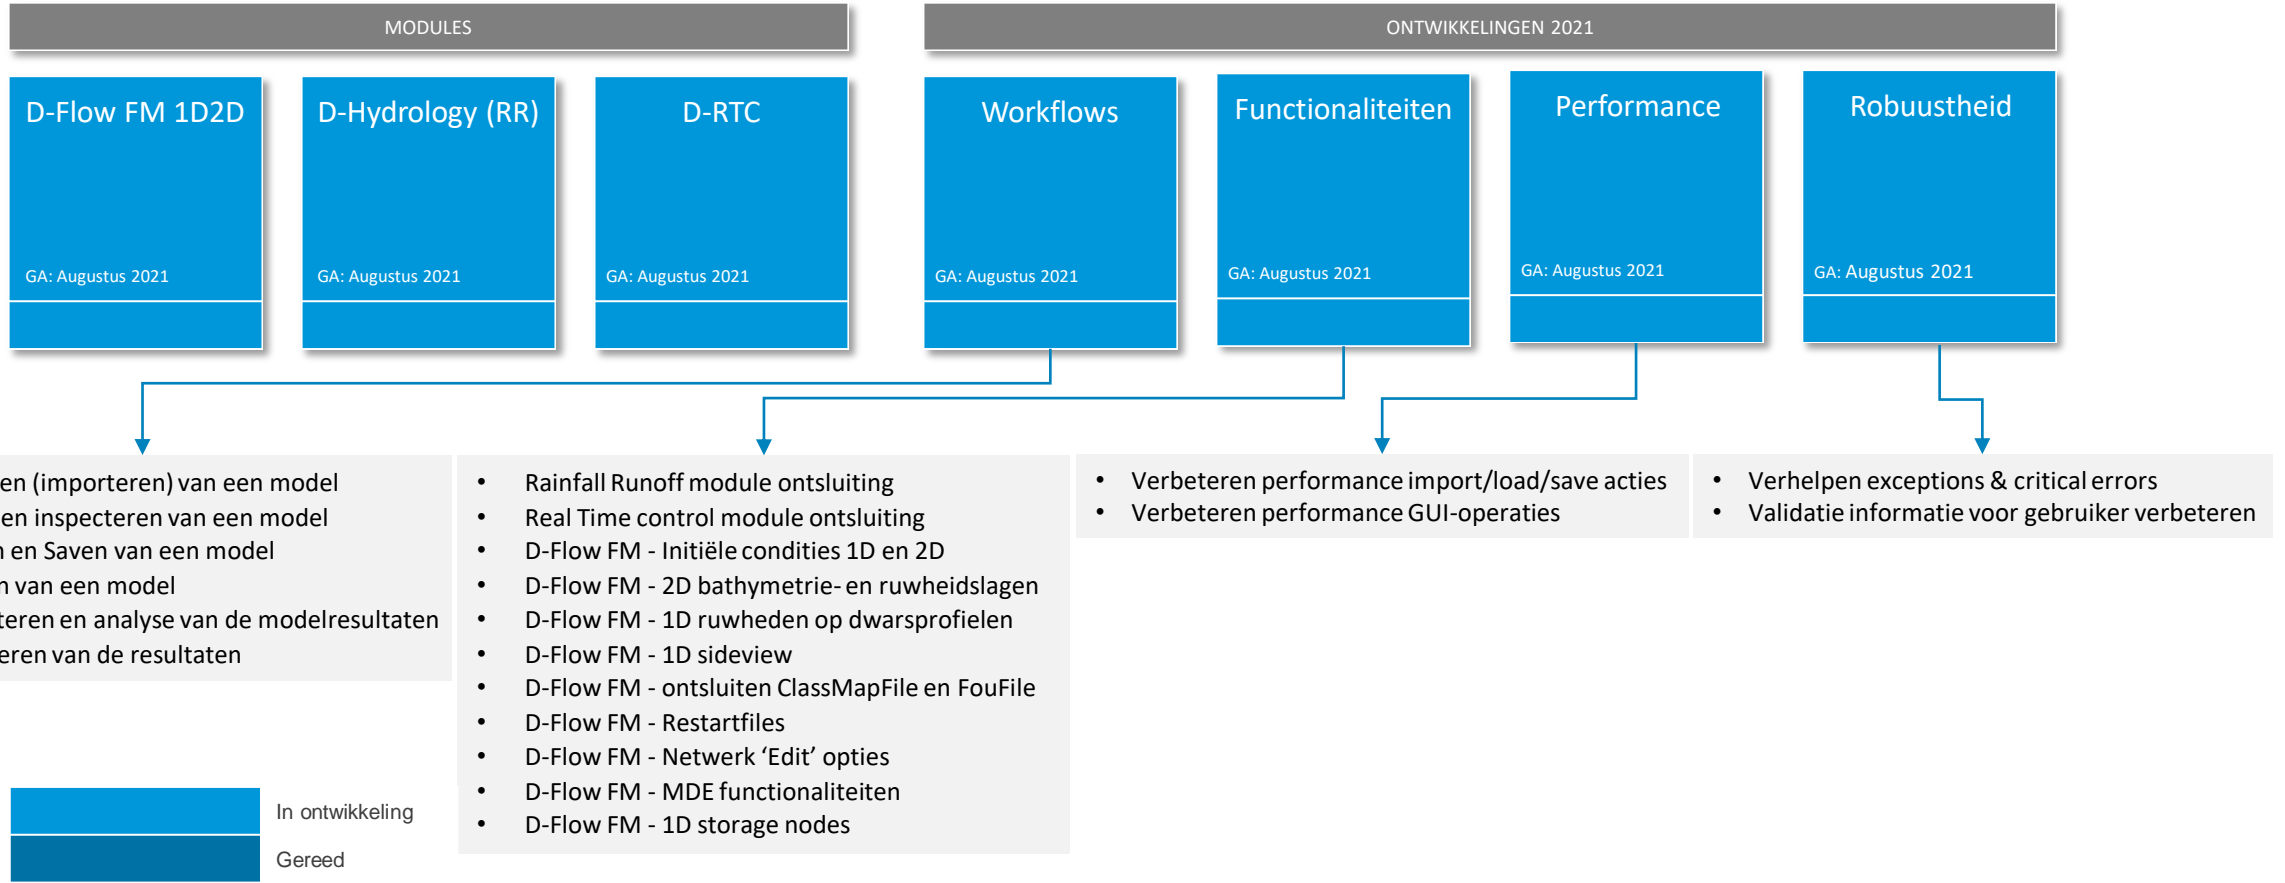 MODULES
ONTWIKKELINGEN 2021
D-Flow FM 1D2D
GA: Augustus 2021
D-Hydrology (RR)
GA: Augustus 2021
D-RTC
GA: Augustus 2021
Workflows
GA: Augustus 2021
Functionaliteiten
GA: Augustus 2021
Performance
GA: Augustus 2021
Robuustheid
GA: Augustus 2021
(importeren) van een model
en inspecteren van een model
en Saven van een model
van een model
en analyse van de modelresultaten
van de resultaten
• Rainfall Runoff module ontsluiting
• Real Time control module ontsluiting
• D-Flow FM - Initiële condities 1D en 2D
• D-Flow FM - 2D bathymetrie- en ruwheidslagen
• D-Flow FM - 1D ruwheden op dwarsprofielen
• D-Flow FM - 1D sideview
• D-Flow FM - ontsluiten ClassMapFile en FouFile
• D-Flow FM - Restartfiles
• D-Flow FM - Netwerk ‘Edit’ opties
• D-Flow FM - MDE functionaliteiten
• D-Flow FM - 1D storage nodes
• Verbeteren performance import/load/save acties
• Verbeteren performance GUI-operaties
• Verhelpen exceptions & critical errors
• Validatie informatie voor gebruiker verbeteren
In ontwikkeling
Gereed